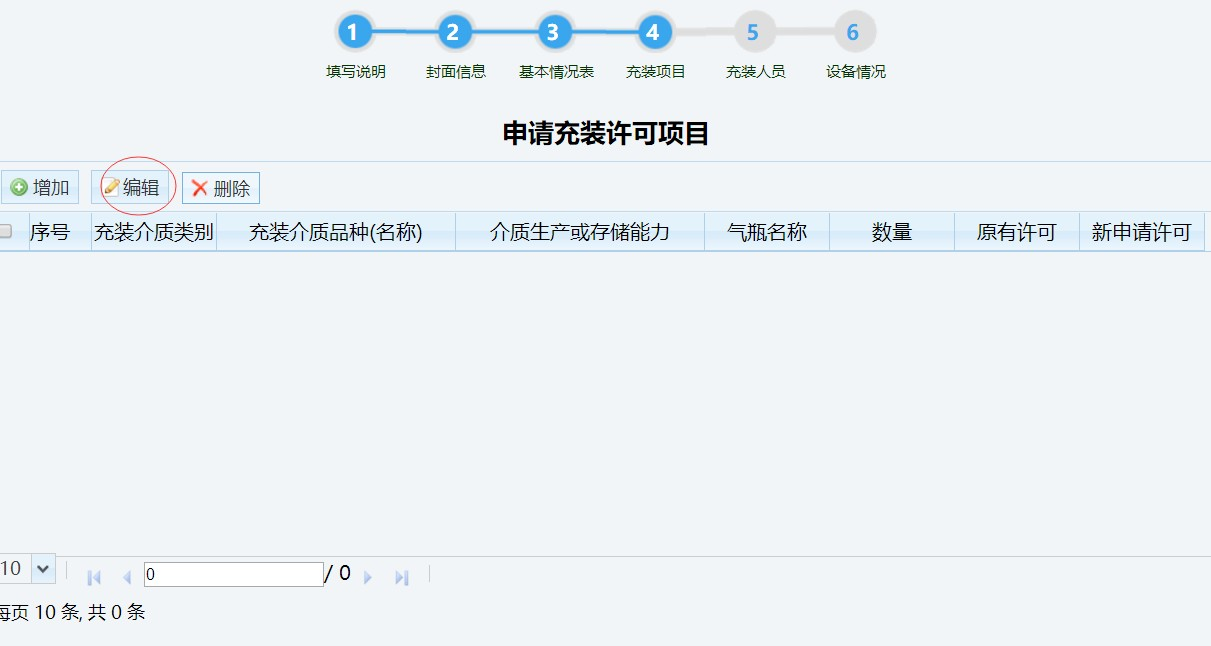 1 2 3 4 5 6
填写说明 封面信息 基本情况表 充装项目 充装人员 设备情况
申请充装许可项目
增加 编辑 删除
序号 充装介质类别 充装介质品种(名称) 介质生产或存储能力 气瓶名称 数量 原有许可 新申请许可
10 0 / 0
每页 10 条, 共 0 条